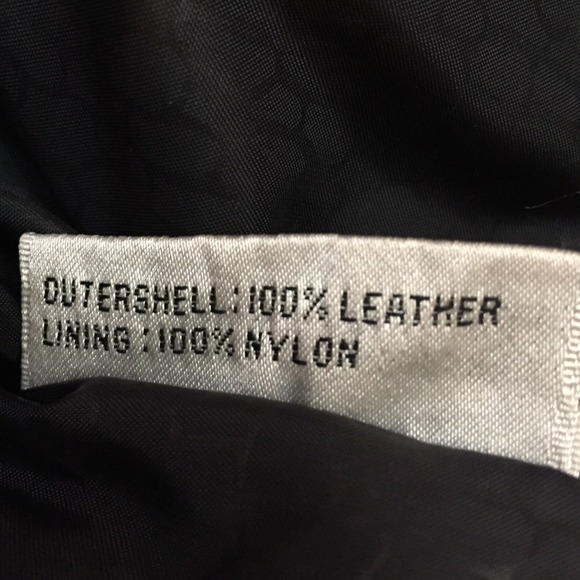 OUTERSHELL: 100% LEATHER
LINING : 100% NYLON